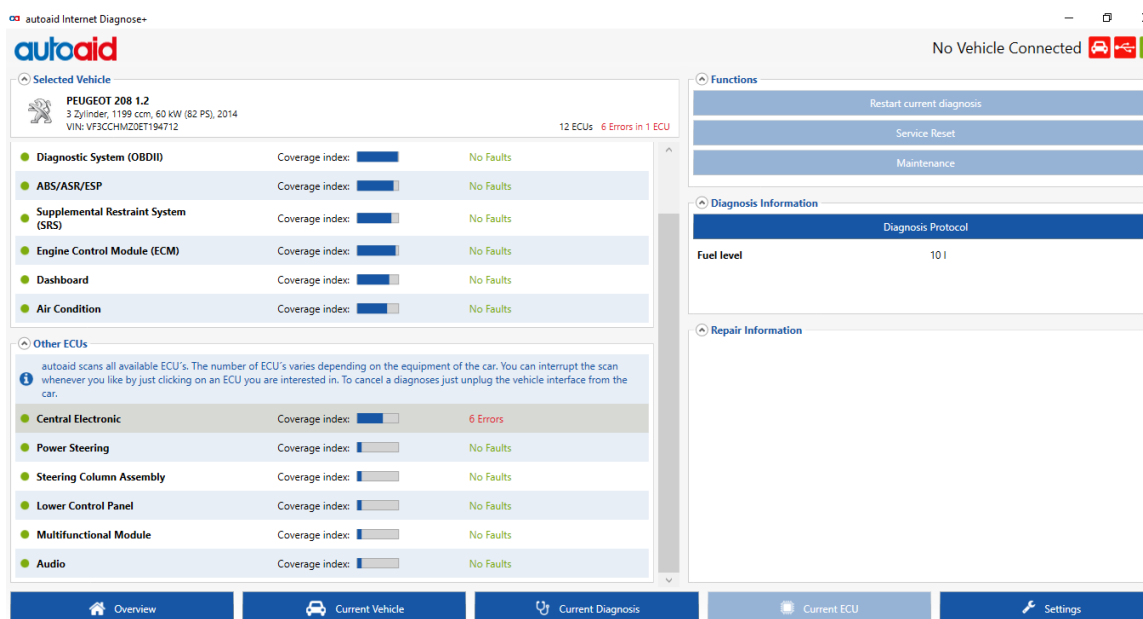 autoaid Internet Diagnose+
autoaid
No Vehicle Connected
Selected Vehicle
PEUGEOT 208 1.2
3 Zylinder, 1199 ccm, 60 kW (82 PS), 2014
VIN: VF3CCHMZ0ET194712
12 ECUs 6 Errors in 1 ECU
Diagnostic System (OBDII) Coverage index: No Faults
ABS/ASR/ESP Coverage index: No Faults
Supplemental Restraint System
(SRS) Coverage index: No Faults
Engine Control Module (ECM) Coverage index: No Faults
Dashboard Coverage index: No Faults
Air Condition Coverage index: No Faults
Other ECUs
autoaid scans all available ECU's. The number of ECU's varies depending on the equipment of the car. You can interrupt the scan
whenever you like by just clicking on an ECU you are interested in. To cancel a diagnoses just unplug the vehicle interface from the
car.
Central Electronic Coverage index: 6 Errors
Power Steering Coverage index: No Faults
Steering Column Assembly Coverage index: No Faults
Lower Control Panel Coverage index: No Faults
Multifunctional Module Coverage index: No Faults
Audio Coverage index: No Faults
Functions
Restart current diagnosis
Service Reset
Maintenance
Diagnosis Information
Diagnosis Protocol
Fuel level 10 l
Repair Information
Overview Current Vehicle Current Diagnosis Current ECU Settings